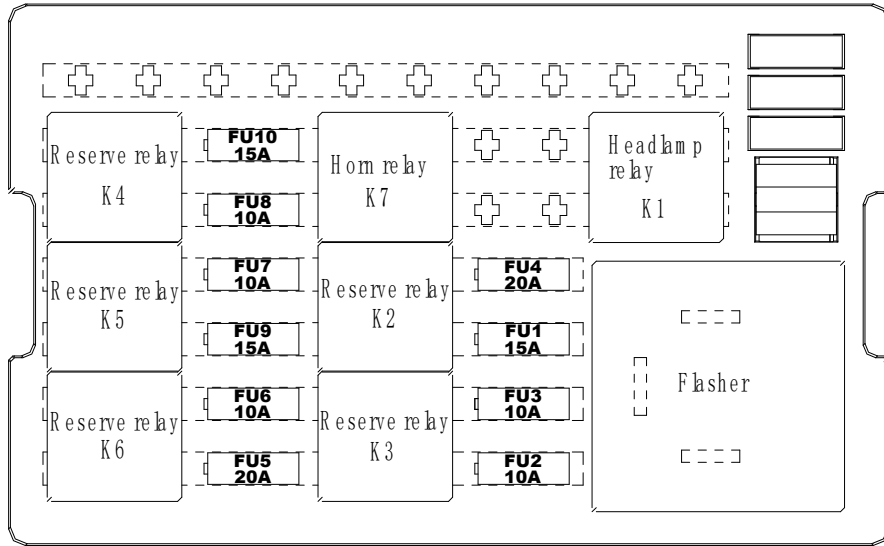 Reserve relay
K4
FU10
15A
FU8
10A
Horn relay
K7
Headlamp
relay
K1
Reserve relay
K5
FU7
10A
FU9
15A
Reserve relay
K2
FU4
20A
FU1
15A
Reserve relay
K6
FU6
10A
FU5
20A
Reserve relay
K3
FU3
10A
FU2
10A
Flasher